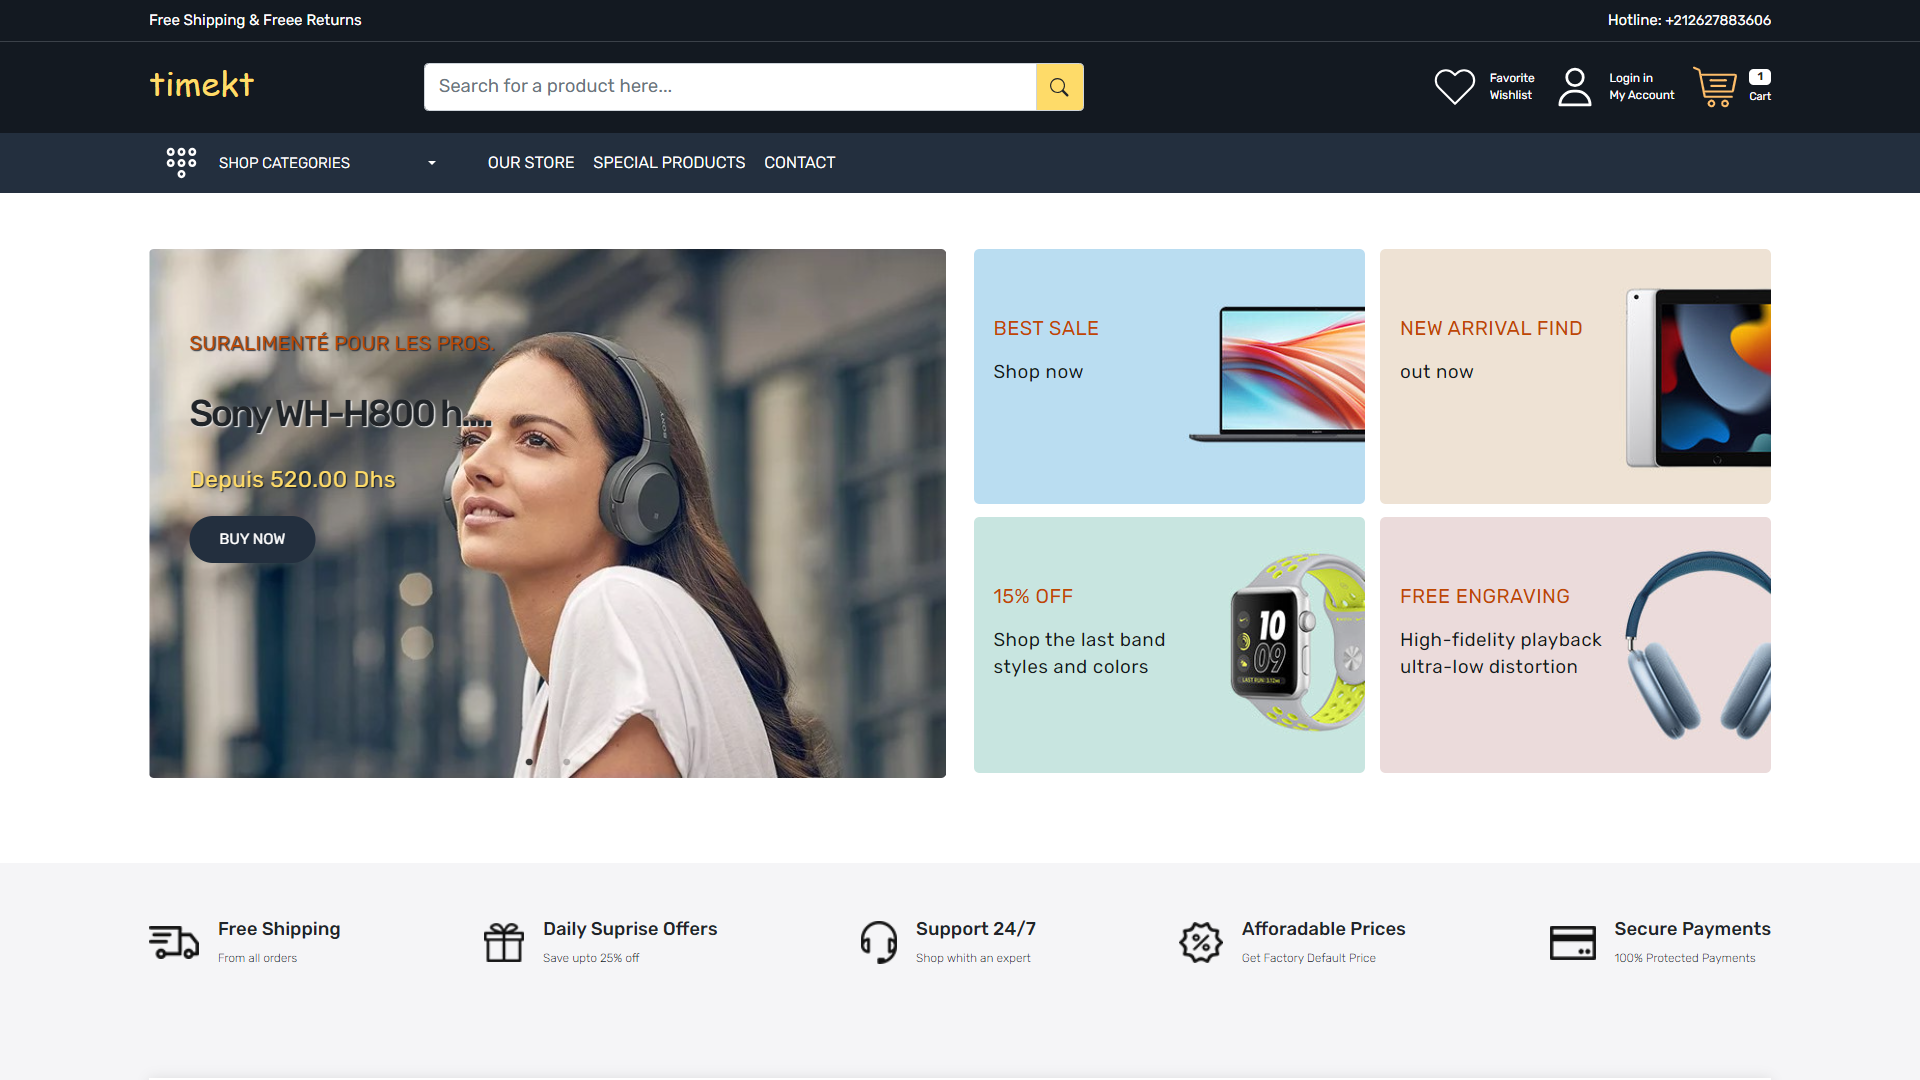 Free Shipping & Freee Returns
Hotline: +212627883606
timekt
Search for a product here...
Favorite
Wishlist
Login in
My Account
1
Cart
SHOP CATEGORIES
OUR STORE
SPECIAL PRODUCTS
CONTACT
SURALIMENTÉ POUR LES PROS.
Sony WH-H800 h....
Depuis 520.00 Dhs
BUY NOW
SONY
BEST SALE
Shop now
NEW ARRIVAL FIND
out now
15% OFF
Shop the last band
styles and colors
10
09
LAST RUN: 3.12mi
FREE ENGRAVING
High-fidelity playback
ultra-low distortion
Free Shipping
From all orders
Daily Suprise Offers
Save upto 25% off
Support 24/7
Shop whith an expert
Afforadable Prices
Get Factory Default Price
Secure Payments
100% Protected Payments